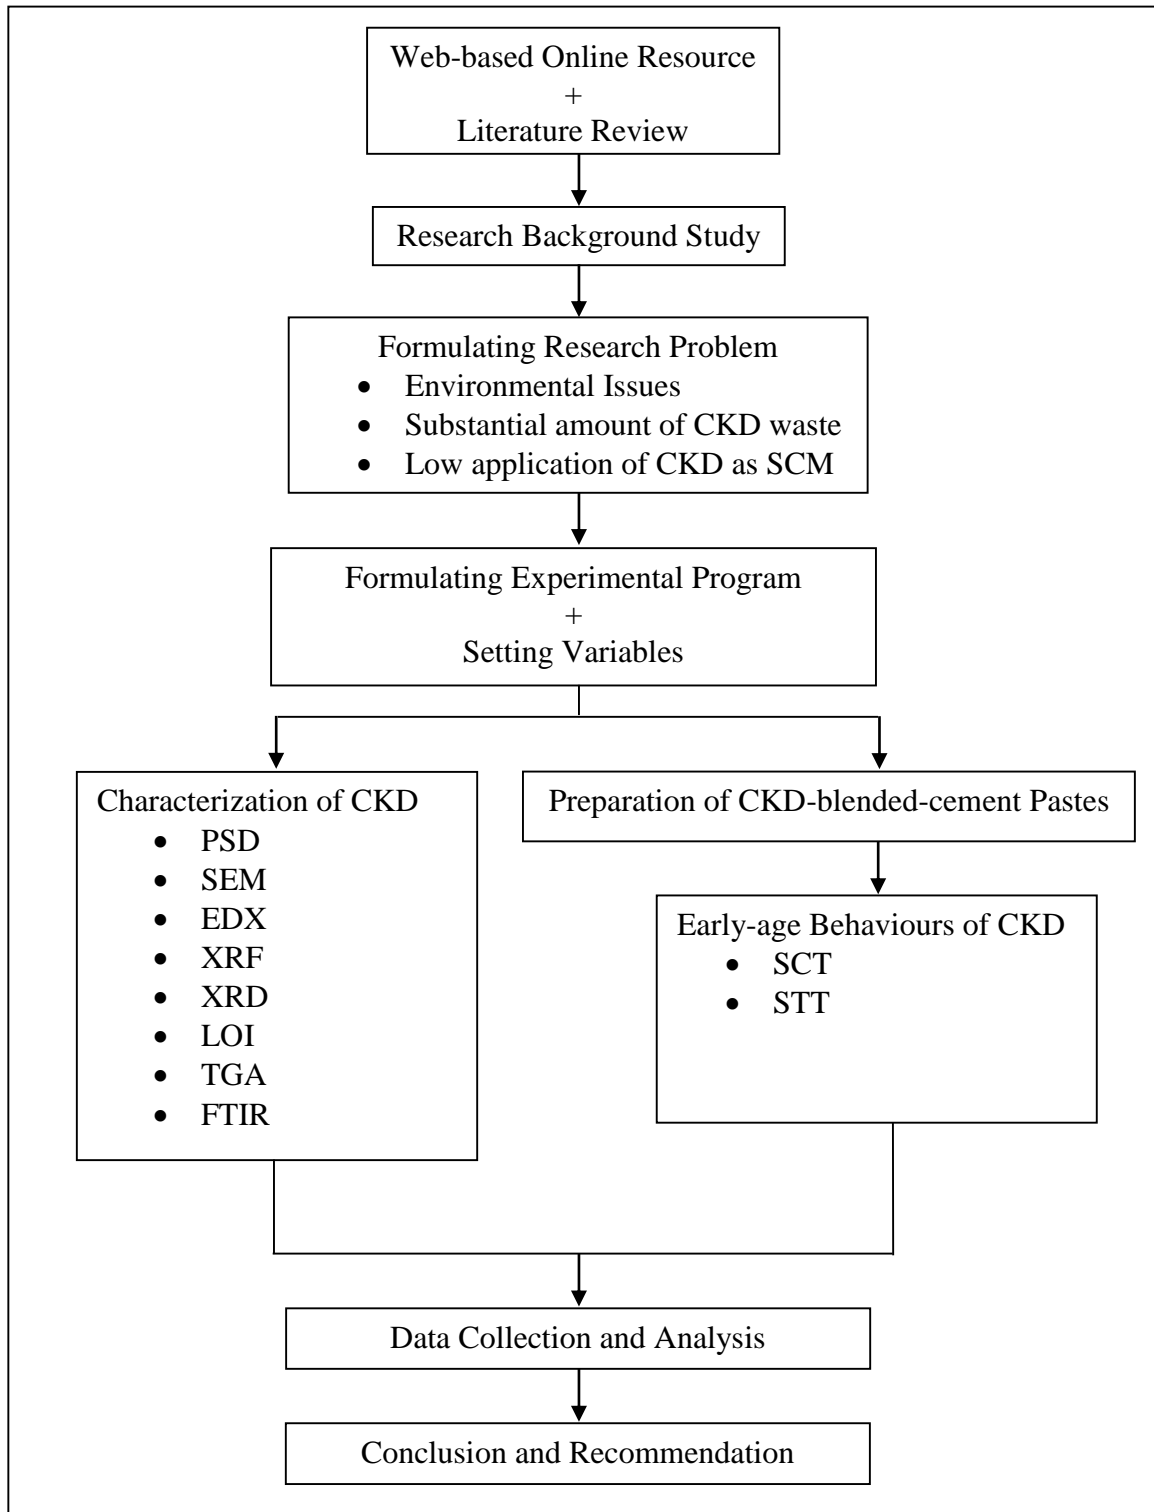 Web-based Online Resource
+
Literature Review
Research Background Study
Formulating Research Problem
• Environmental Issues
• Substantial amount of CKD waste
• Low application of CKD as SCM
Formulating Experimental Program
+
Setting Variables
Characterization of CKD
• PSD
• SEM
• EDX
• XRF
• XRD
• LOI
• TGA
• FTIR
Preparation of CKD-blended-cement Pastes
Early-age Behaviours of CKD
• SCT
• STT
Data Collection and Analysis
Conclusion and Recommendation